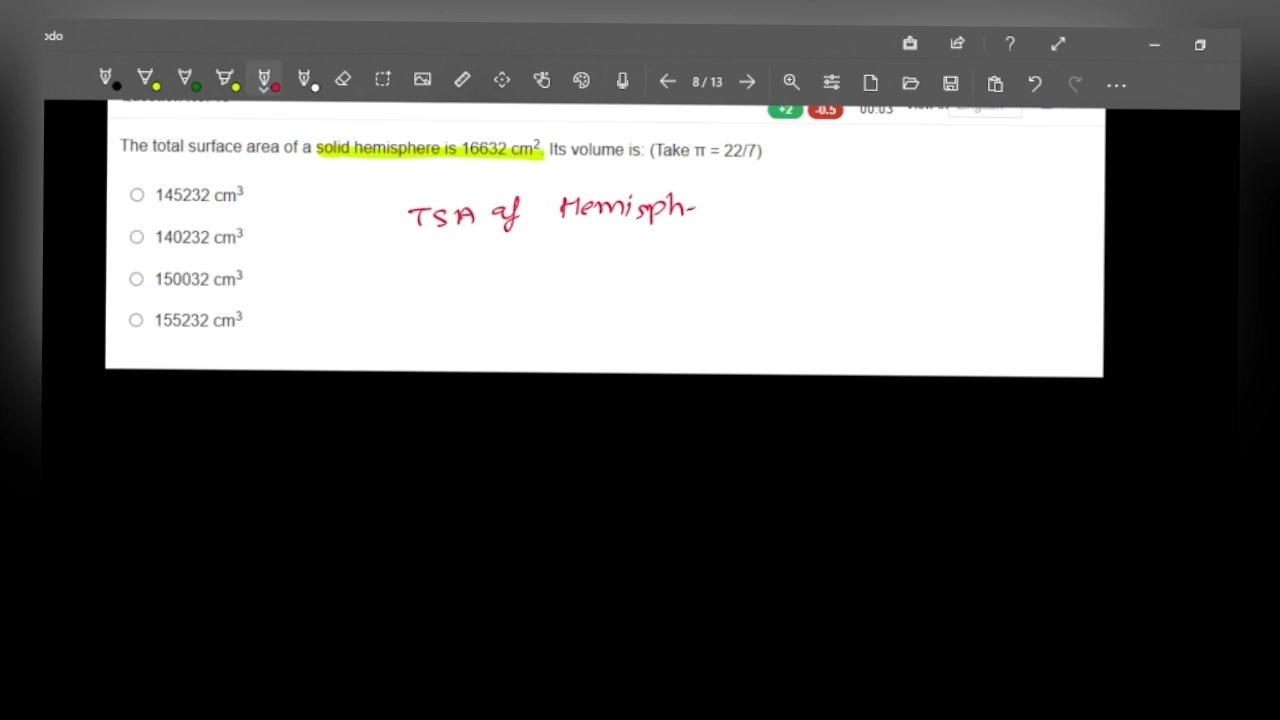 8 / 13
+2 -0.5 00:03
The total surface area of a solid hemisphere is 16632 cm². Its volume is: (Take π = 22/7)
145232 cm³
140232 cm³
150032 cm³
155232 cm³
TSA of Hemisph-